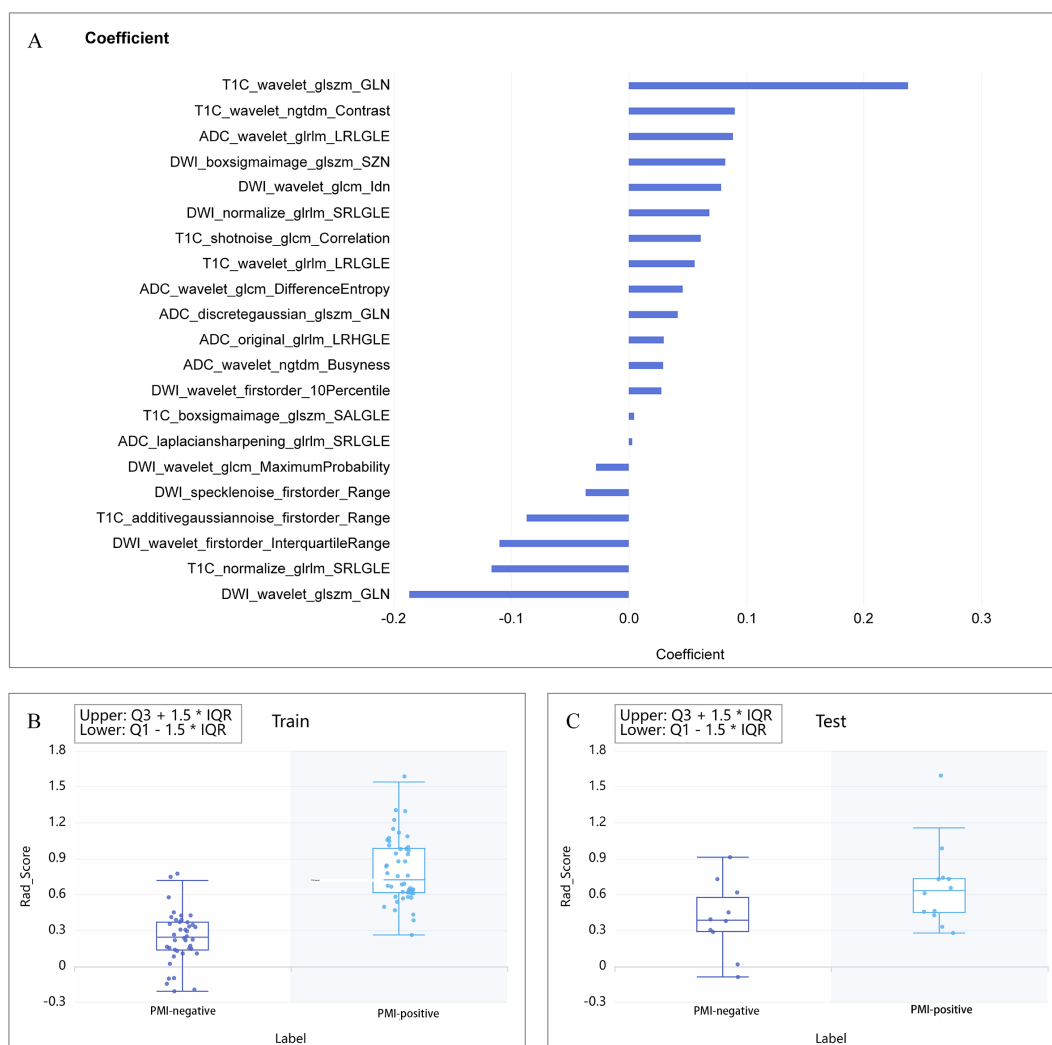 A
Coefficient
T1C_wavelet_glszm_GLN
T1C_wavelet_ngtdm_Contrast
ADC_wavelet_glrlm_LRLGLE
DWI_boxsigmaimage_glszm_SZN
DWI_wavelet_glcm_Idn
DWI_normalize_glrlm_SRLGLE
T1C_shotnoise_glcm_Correlation
T1C_wavelet_glrlm_LRLGLE
ADC_wavelet_glcm_DifferenceEntropy
ADC_discretegaussian_glszm_GLN
ADC_original_glrlm_LRHGLE
ADC_wavelet_ngtdm_Busyness
DWI_wavelet_firstorder_10Percentile
T1C_boxsigmaimage_glszm_SALGLE
ADC_laplaciansharpening_glrlm_SRLGLE
DWI_wavelet_glcm_MaximumProbability
DWI_specklenoise_firstorder_Range
T1C_additivegaussiannoise_firstorder_Range
DWI_wavelet_firstorder_InterquartileRange
T1C_normalize_glrlm_SRLGLE
DWI_wavelet_glszm_GLN
-0.2 -0.1 0.0 0.1 0.2 0.3
Coefficient
B
Upper: Q3 + 1.5 * IQR
Lower: Q1 - 1.5 * IQR
Train
1.8
1.5
1.2
0.9
0.6
0.3
0
-0.3
Rad_Score
PMI-negative PMI-positive
Label
C
Upper: Q3 + 1.5 * IQR
Lower: Q1 - 1.5 * IQR
Test
1.8
1.5
1.2
0.9
0.6
0.3
0
-0.3
Rad_Score
PMI-negative PMI-positive
Label